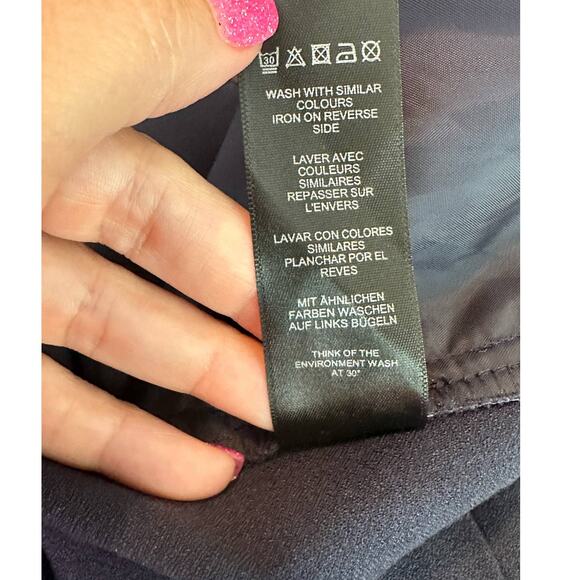 30
WASH WITH SIMILAR
COLOURS
IRON ON REVERSE
SIDE
LAVER AVEC
COULEURS
SIMILAIRES
REPASSER SUR
L'ENVERS
LAVAR CON COLORES
SIMILARES
PLANCHAR POR EL
REVES
MIT ÄHNLICHEN
FARBEN WASCHEN
AUF LINKS BÜGELN
THINK OF THE
ENVIRONMENT WASH
AT 30°